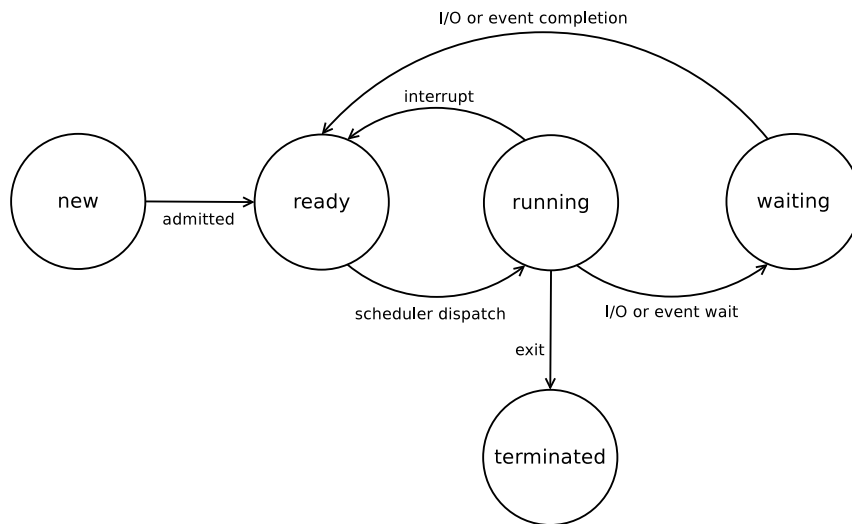 I/O or event completion
interrupt
new
ready
running
waiting
admitted
scheduler dispatch
I/O or event wait
exit
terminated